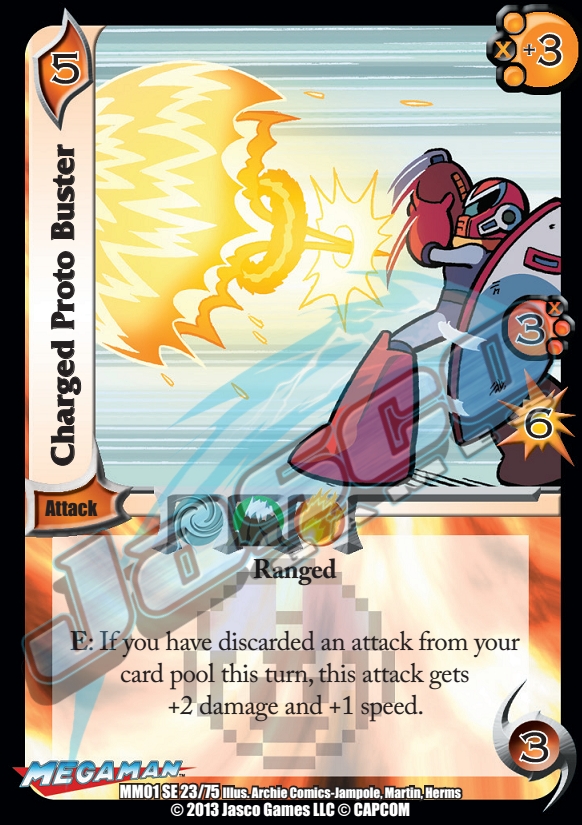 5
x +3
Charged Proto Buster
3 x
6
Attack
Ranged
E: If you have discarded an attack from your
card pool this turn, this attack gets
+2 damage and +1 speed.
3
MEGAMAN™
MM01 SE 23/75 Illus. Archie Comics-Jampole, Martin, Herms
© 2013 Jasco Games LLC © CAPCOM